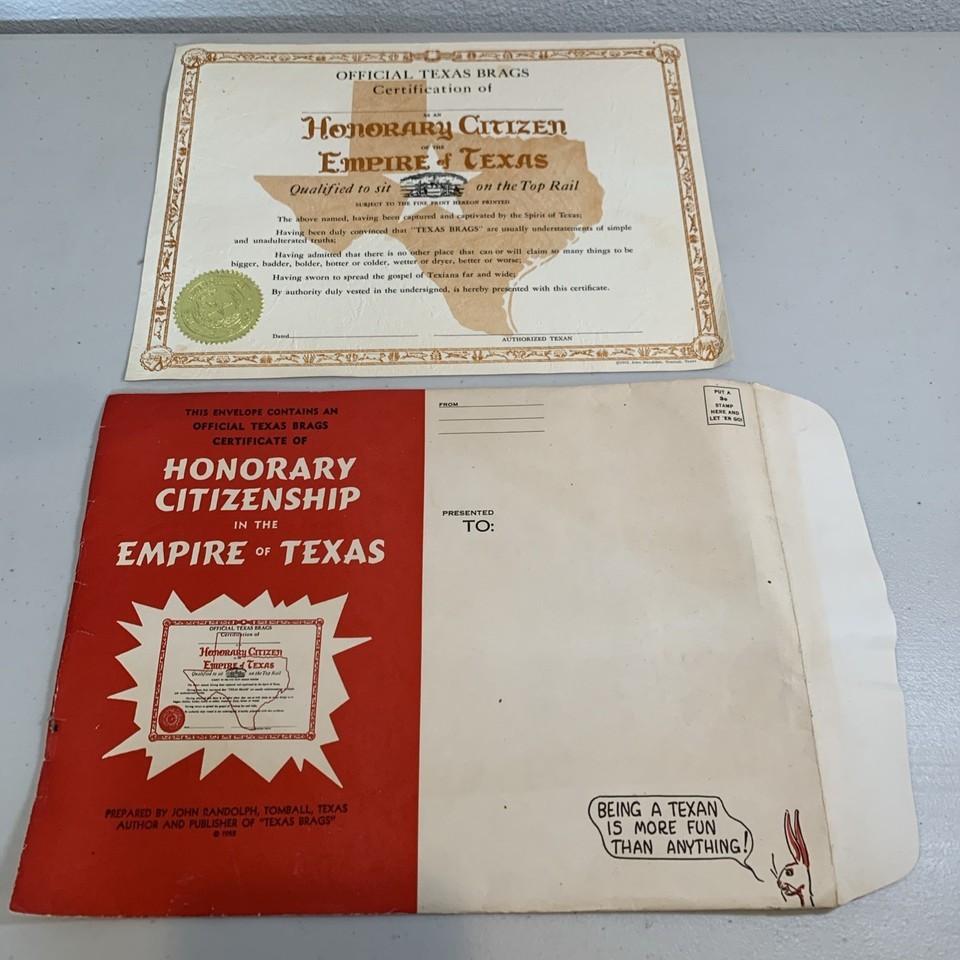 OFFICIAL TEXAS BRAGS
Certification of
AS AN
Honorary Citizen
OF THE
Empire of Texas
Qualified to sit on the Top Rail
SUBJECT TO THE FINE PRINT HEREON PRINTED
The above named, having been captured and captivated by the Spirit of Texas;
Having been duly convinced that "TEXAS BRAGS" are usually understatements of simple
and unadulterated truths;
Having admitted that there is no other place that can or will claim so many things to be
bigger, badder, bolder, hotter or colder, wetter or dryer, better or worse;
Having sworn to spread the gospel of Texiana far and wide;
By authority duly vested in the undersigned, is hereby presented with this certificate.
Dated
AUTHORIZED TEXAN
John Randolph, Tomball, Texas
THIS ENVELOPE CONTAINS AN
OFFICIAL TEXAS BRAGS
CERTIFICATE OF
HONORARY
CITIZENSHIP
IN THE
EMPIRE OF TEXAS
OFFICIAL TEXAS BRAGS
Certification of
Honorary Citizen
Empire of Texas
Qualified to sit on the Top Rail
PREPARED BY JOHN RANDOLPH, TOMBALL, TEXAS
AUTHOR AND PUBLISHER OF "TEXAS BRAGS"
FROM
PUT A
3¢
STAMP
HERE AND
LET 'ER GO!
PRESENTED
TO:
BEING A TEXAN
IS MORE FUN
THAN ANYTHING!